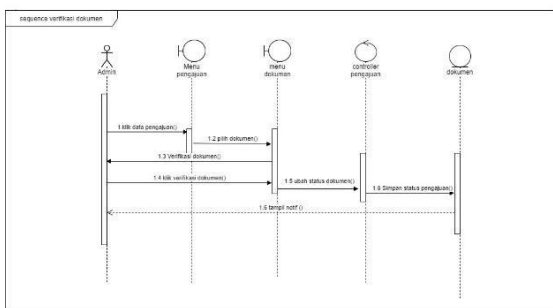 sequence verifikasi dokumen
Admin
Menu
pengajuan
menu
dokumen
controller
pengajuan
dokumen
1 klik data pengajuan()
1.2 pilih dokumen()
1.3 Verifikasi dokumen()
1.4 klik verifikasi dokumen()
1.5 ubah status dokumen()
1.6 Simpan status pengajuan()
1.6 tampil notif ()